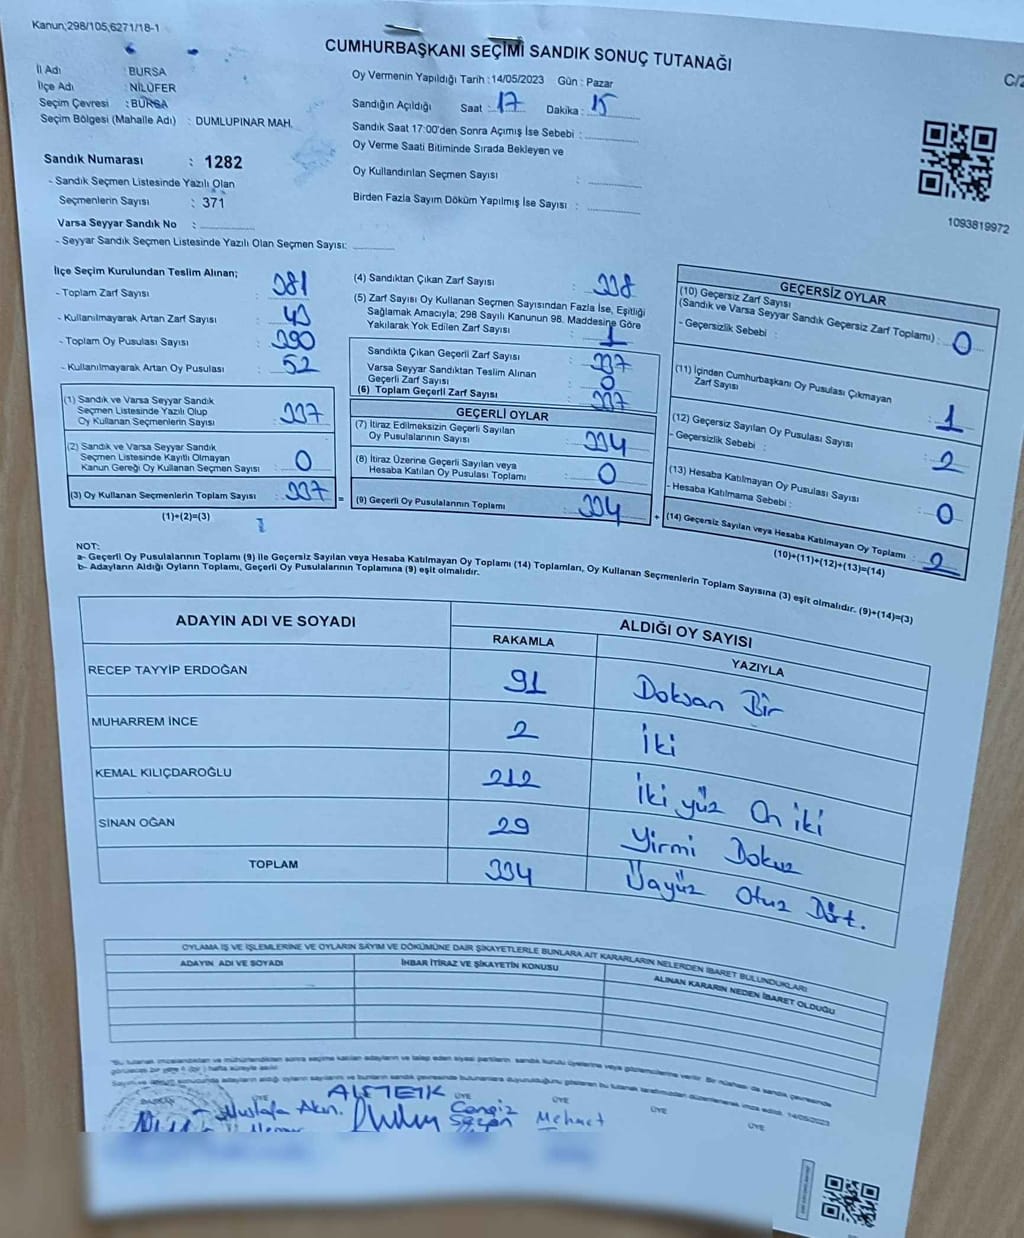 Kanun;298/105,6271/18-1
CUMHURBAŞKANI SEÇİMİ SANDIK SONUÇ TUTANAĞI
C/2
İl Adı : BURSA
İlçe Adı : NİLÜFER
Seçim Çevresi : BURSA
Seçim Bölgesi (Mahalle Adı) : DUMLUPINAR MAH.
Sandık Numarası : 1282
- Sandık Seçmen Listesinde Yazılı Olan
Seçmenlerin Sayısı : 371
Varsa Seyyar Sandık No :
- Seyyar Sandık Seçmen Listesinde Yazılı Olan Seçmen Sayısı:
Oy Vermenin Yapıldığı Tarih :14/05/2023 Gün : Pazar
Sandığın Açıldığı Saat : 17 Dakika : 15
Sandık Saat 17:00'den Sonra Açımış İse Sebebi :
Oy Verme Saati Bitiminde Sırada Bekleyen ve
Oy Kullandırılan Seçmen Sayısı :
Birden Fazla Sayım Döküm Yapılmış İse Sayısı :
1093819972
İlçe Seçim Kurulundan Teslim Alınan;
- Toplam Zarf Sayısı : 381
- Kullanılmayarak Artan Zarf Sayısı : 43
- Toplam Oy Pusulası Sayısı : 390
- Kullanılmayarak Artan Oy Pusulası : 52
(1) Sandık ve Varsa Seyyar Sandık
Seçmen Listesinde Yazılı Olup
Oy Kullanan Seçmenlerin Sayısı : 337
(2) Sandık ve Varsa Seyyar Sandık
Seçmen Listesinde Kayıtlı Olmayan
Kanun Gereği Oy Kullanan Seçmen Sayısı : 0
(3) Oy Kullanan Seçmenlerin Toplam Sayısı : 337
(1)+(2)=(3)
=
(4) Sandıktan Çıkan Zarf Sayısı : 338
(5) Zarf Sayısı Oy Kullanan Seçmen Sayısından Fazla İse, Eşitliği
Sağlamak Amacıyla; 298 Sayılı Kanunun 98. Maddesine Göre
Yakılarak Yok Edilen Zarf Sayısı : 1
Sandıkta Çıkan Geçerli Zarf Sayısı : 337
Varsa Seyyar Sandıktan Teslim Alınan
Geçerli Zarf Sayısı : 0
(6) Toplam Geçerli Zarf Sayısı : 337
GEÇERLİ OYLAR
(7) İtiraz Edilmeksizin Geçerli Sayılan
Oy Pusulalarının Sayısı : 334
(8) İtiraz Üzerine Geçerli Sayılan veya
Hesaba Katılan Oy Pusulası Toplamı : 0
(9) Geçerli Oy Pusulalarının Toplamı : 334
+
GEÇERSİZ OYLAR
(10) Geçersiz Zarf Sayısı
(Sandık ve Varsa Seyyar Sandık Geçersiz Zarf Toplamı) : 0
- Geçersizlik Sebebi :
(11) İçinden Cumhurbaşkanı Oy Pusulası Çıkmayan
Zarf Sayısı : 1
(12) Geçersiz Sayılan Oy Pusulası Sayısı : 2
- Geçersizlik Sebebi :
(13) Hesaba Katılmayan Oy Pusulası Sayısı : 0
- Hesaba Katılmama Sebebi :
(14) Geçersiz Sayılan veya Hesaba Katılmayan Oy Toplamı : 2
(10)+(11)+(12)+(13)=(14)
NOT:
a- Geçerli Oy Pusulalarının Toplamı (9) ile Geçersiz Sayılan veya Hesaba Katılmayan Oy Toplamı (14) Toplamları, Oy Kullanan Seçmenlerin Toplam Sayısına (3) eşit olmalıdır. (9)+(14)=(3)
b- Adayların Aldığı Oyların Toplamı, Geçerli Oy Pusulalarının Toplamına (9) eşit olmalıdır.
ADAYIN ADI VE SOYADI ALDIĞI OY SAYISI
RAKAMLA YAZIYLA
RECEP TAYYİP ERDOĞAN 91 Doksan Bir
MUHARREM İNCE 2 İki
KEMAL KILIÇDAROĞLU 212 İki yüz On iki
SİNAN OĞAN 29 Yirmi Dokuz
TOPLAM 334 Üçyüz Otuz Dört.
OYLAMA İŞ VE İŞLEMLERİNE VE OYLARIN SAYIM VE DÖKÜMÜNE DAİR ŞİKAYETLERLE BUNLARA AİT KARARLARIN NELERDEN İBARET BULUNDUKLARI
ADAYIN ADI VE SOYADI İHBAR İTİRAZ VE ŞİKAYETİN KONUSU ALINAN KARARIN NEDEN İBARET OLDUĞU
BAŞKAN ÜYE ÜYE ÜYE ÜYE ÜYE
Mustafa Akın. Cengiz Mehmet